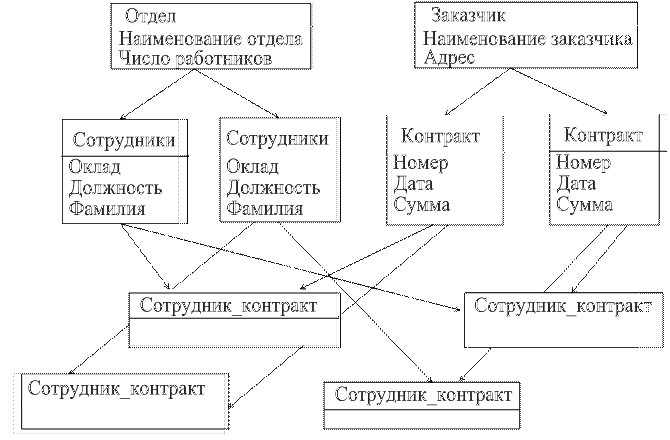 Отдел
Наименование отдела
Число работников
Заказчик
Наименование заказчика
Адрес
Сотрудники
Оклад
Должность
Фамилия
Сотрудники
Оклад
Должность
Фамилия
Контракт
Номер
Дата
Сумма
Контракт
Номер
Дата
Сумма
Сотрудник_контракт
Сотрудник_контракт
Сотрудник_контракт
Сотрудник_контракт